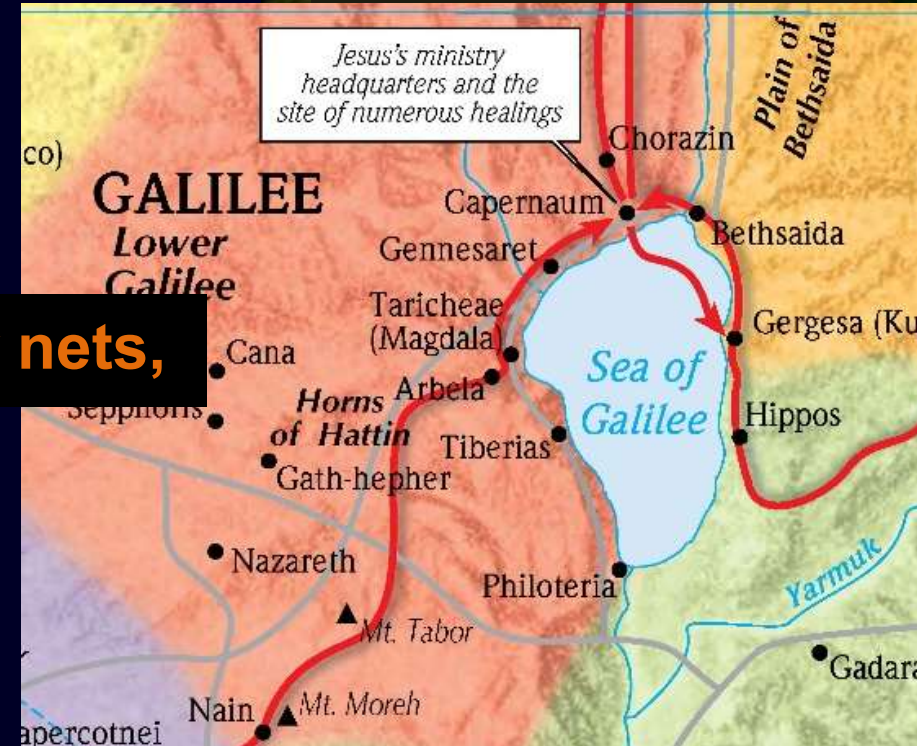 Jesus's ministry
headquarters and the
site of numerous healings
Plain of
Bethsaida
co)
Chorazin
GALILEE
Lower
Galilee
Capernaum
Bethsaida
Gennesaret
Taricheae
(Magdala)
Gergesa (Ku
nets,
Cana
Sea of
Galilee
Arbela
Sepphoris
Horns
of Hattin
Hippos
Tiberias
Gath-hepher
Nazareth
Philoteria
Yarmuk
Mt. Tabor
Gadara
Nain
Mt. Moreh
apercotnei